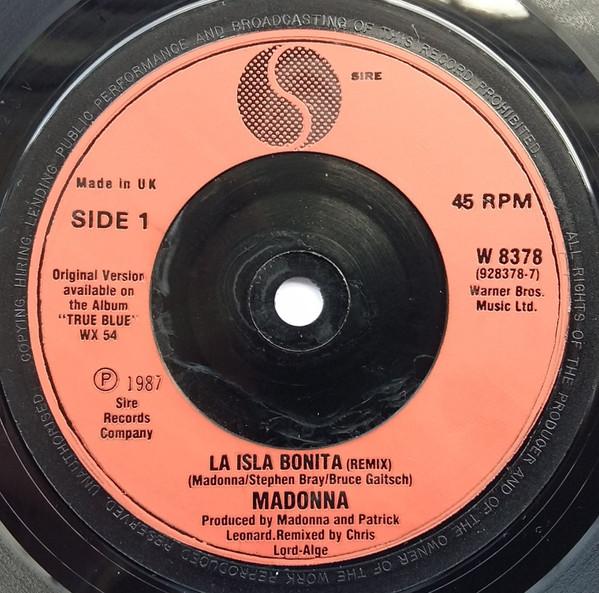 COPYING. HIRING. LENDING. PUBLIC PERFORMANCE AND BROADCASTING OF THIS RECORD PROHIBITED.
ALL RIGHTS OF THE PRODUCER AND OF THE OWNER OF THE WORK REPRODUCED RESERVED. UNAUTHORISED
SIRE
Made in UK
SIDE 1
45 RPM
W 8378
(928378-7)
Warner Bros.
Music Ltd.
Original Version
available on
the Album
"TRUE BLUE"
WX 54
Ⓟ 1987
Sire
Records
Company
LA ISLA BONITA (REMIX)
(Madonna/Stephen Bray/Bruce Gaitsch)
MADONNA
Produced by Madonna and Patrick
Leonard.Remixed by Chris
Lord-Alge